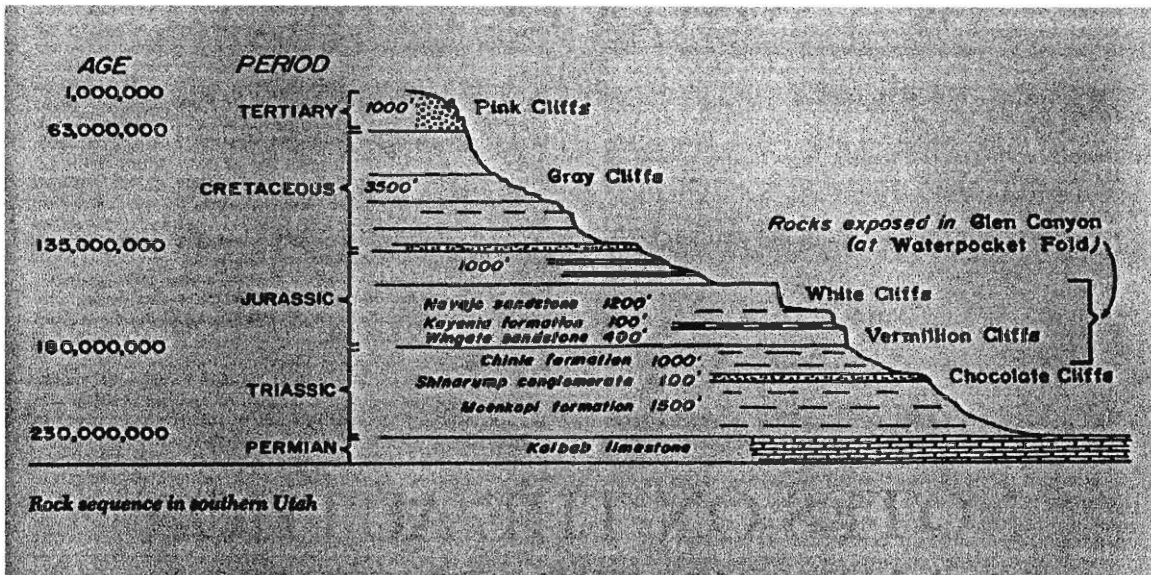 AGE PERIOD
1,000,000
TERTIARY 1000' Pink Cliffs
63,000,000
CRETACEOUS 3500' Gray Cliffs
Rocks exposed in Glen Canyon
(at Waterpocket Fold)
135,000,000
1000'
JURASSIC
White Cliffs
Navajo sandstone 1200'
Kayenta formation 100'
Wingate sandstone 400'
Vermillion Cliffs
180,000,000
Chinle formation 1000'
Chocolate Cliffs
Shinarump conglomerate 100'
TRIASSIC
Moenkopi formation 1500'
230,000,000
PERMIAN Kaibab limestone
Rock sequence in southern Utah